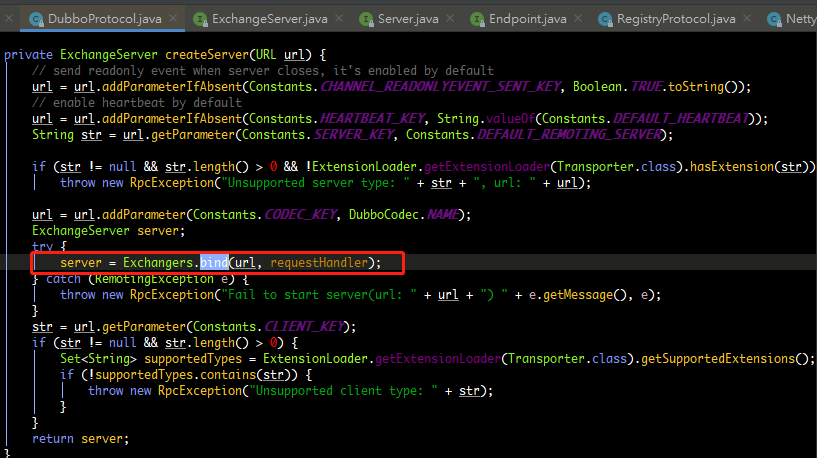 DubboProtocol.java × ExchangeServer.java × Server.java × Endpoint.java × RegistryProtocol.java × Netty
private ExchangeServer createServer(URL url) {
// send readonly event when server closes, it's enabled by default
url = url.addParameterIfAbsent(Constants.CHANNEL_READONLYEVENT_SENT_KEY, Boolean.TRUE.toString());
// enable heartbeat by default
url = url.addParameterIfAbsent(Constants.HEARTBEAT_KEY, String.valueOf(Constants.DEFAULT_HEARTBEAT));
String str = url.getParameter(Constants.SERVER_KEY, Constants.DEFAULT_REMOTING_SERVER);
if (str != null && str.length() > 0 && !ExtensionLoader.getExtensionLoader(Transporter.class).hasExtension(str))
throw new RpcException("Unsupported server type: " + str + ", url: " + url);
url = url.addParameter(Constants.CODEC_KEY, DubboCodec.NAME);
ExchangeServer server;
try {
server = Exchangers.bind(url, requestHandler);
} catch (RemotingException e) {
throw new RpcException("Fail to start server(url: " + url + ") " + e.getMessage(), e);
}
str = url.getParameter(Constants.CLIENT_KEY);
if (str != null && str.length() > 0) {
Set<String> supportedTypes = ExtensionLoader.getExtensionLoader(Transporter.class).getSupportedExtensions();
if (!supportedTypes.contains(str)) {
throw new RpcException("Unsupported client type: " + str);
}
}
return server;
}